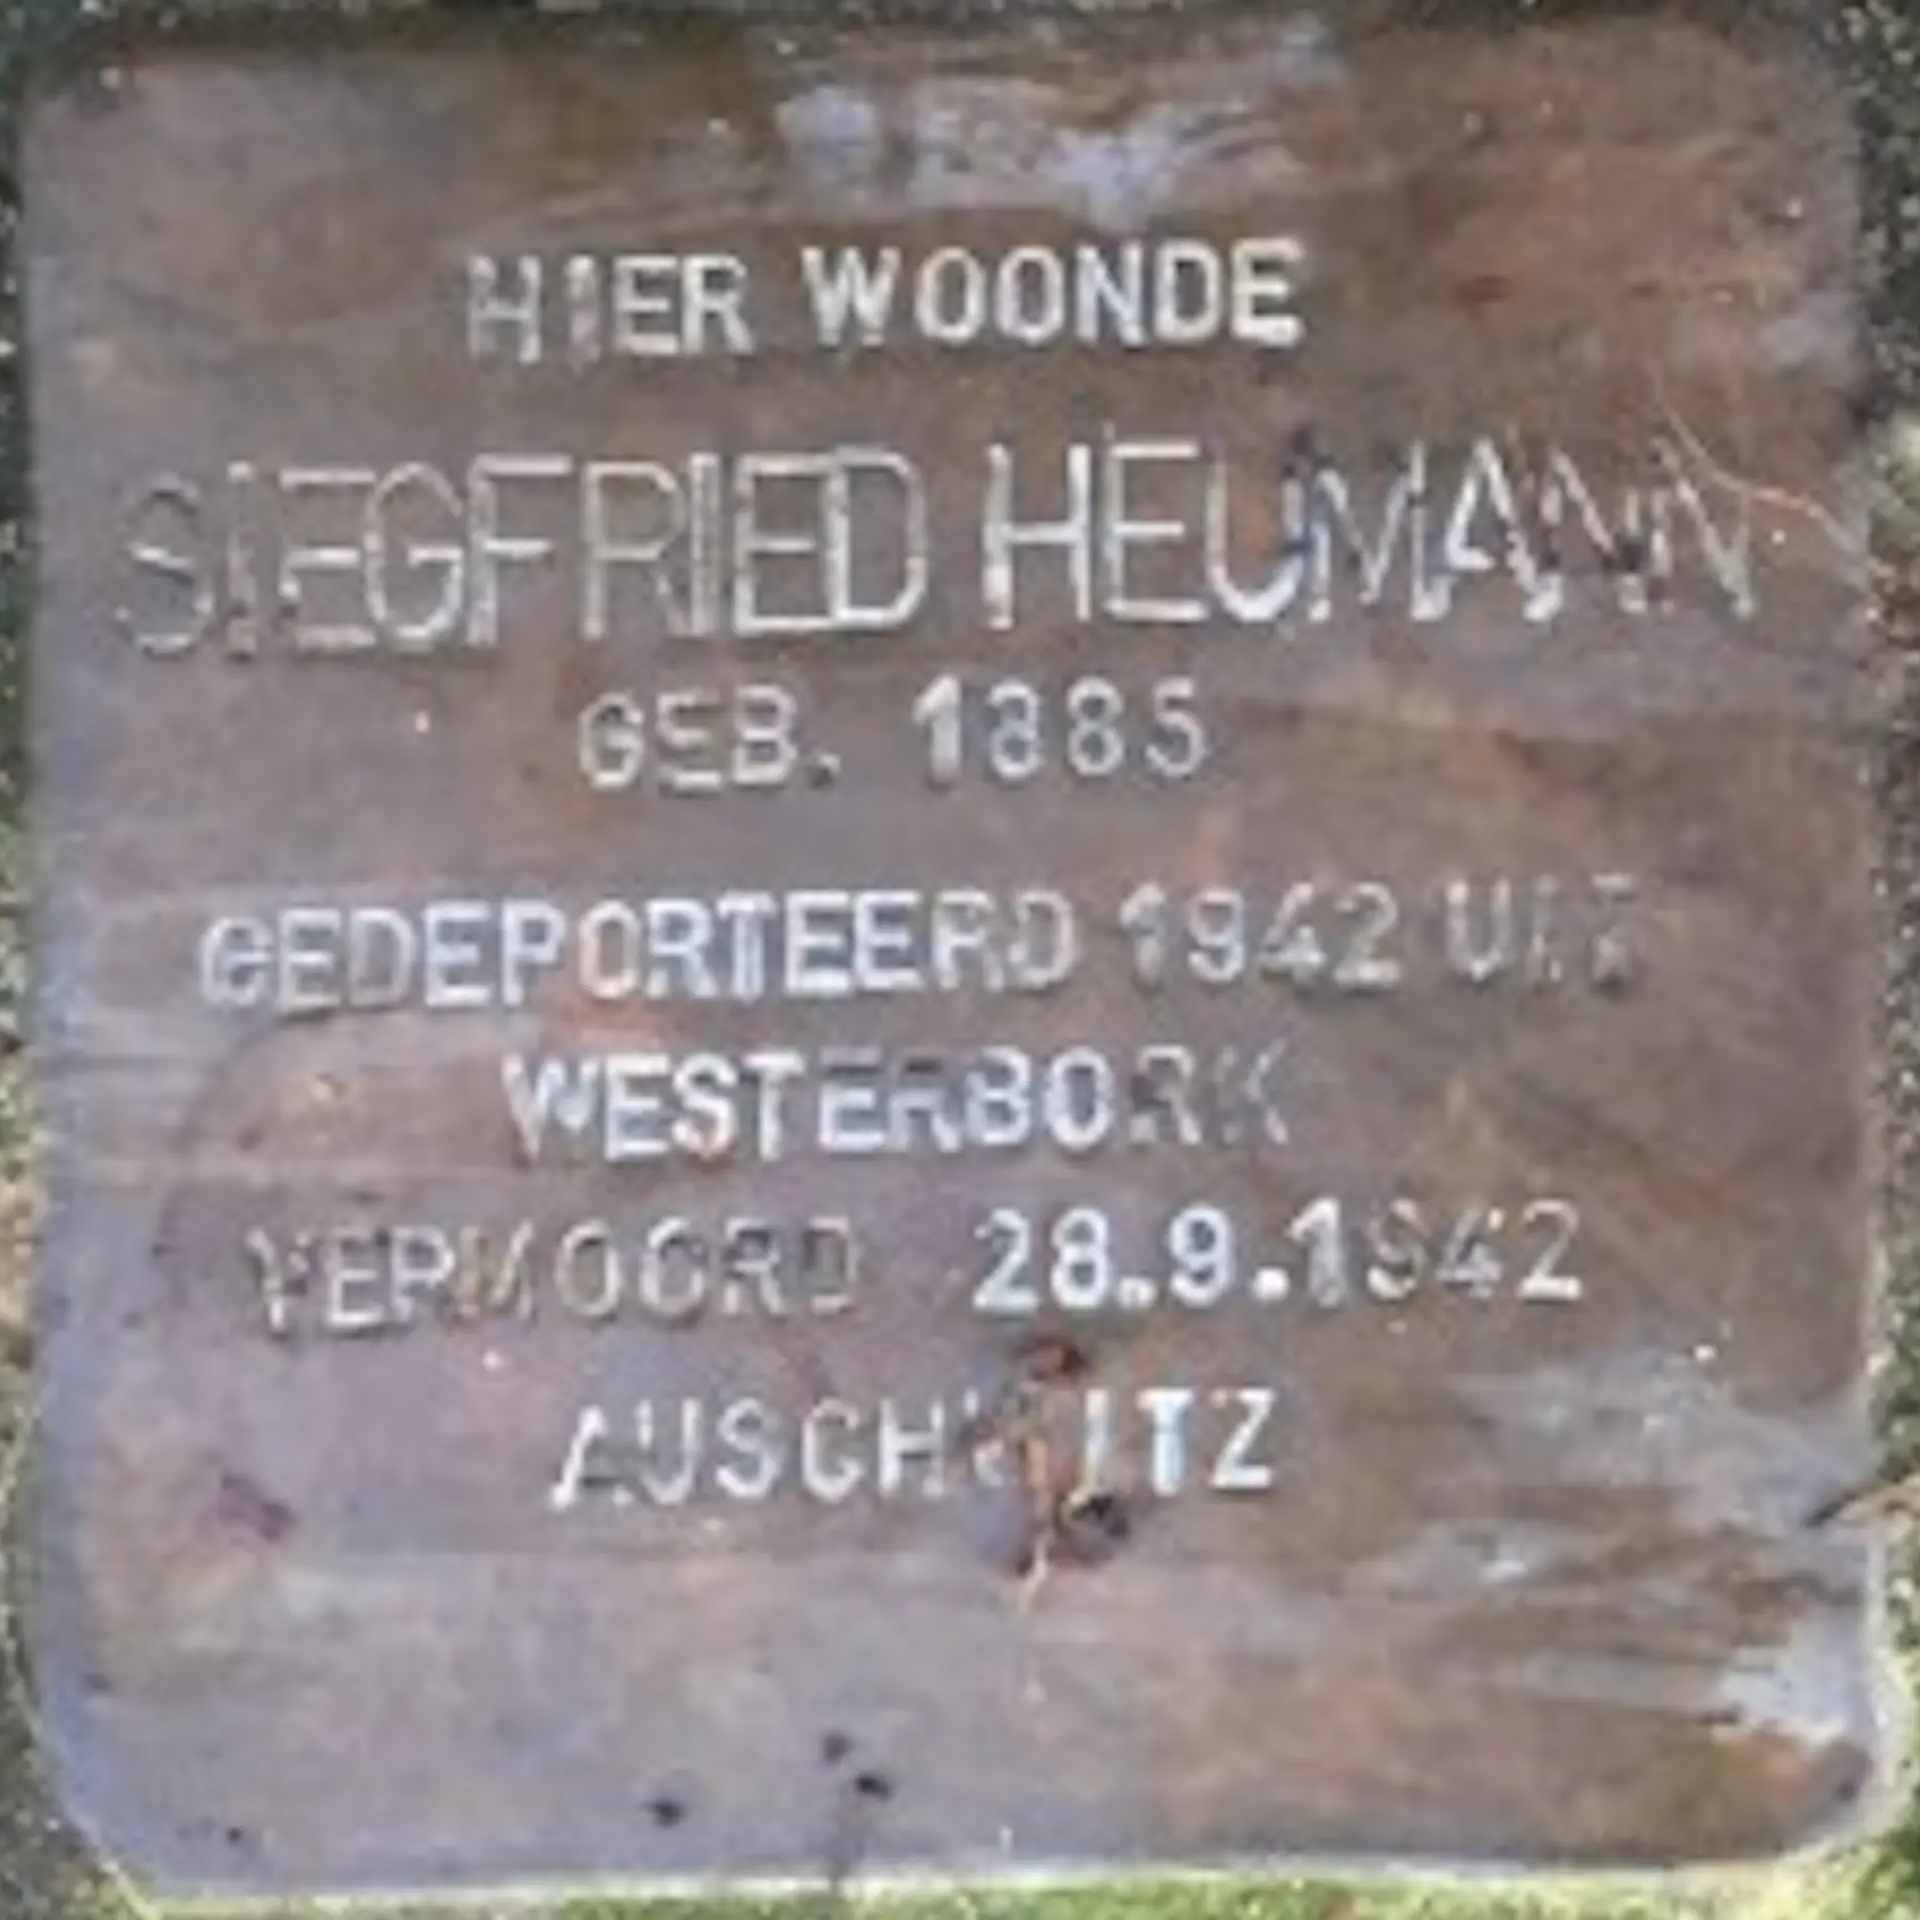 HIER WOONDE
SIEGFRIED HEUMANN
GEB. 1885
GEDEPORTEERD 1942 UIT
WESTERBORK
VERMOORD 28.9.1942
AUSCHWITZ